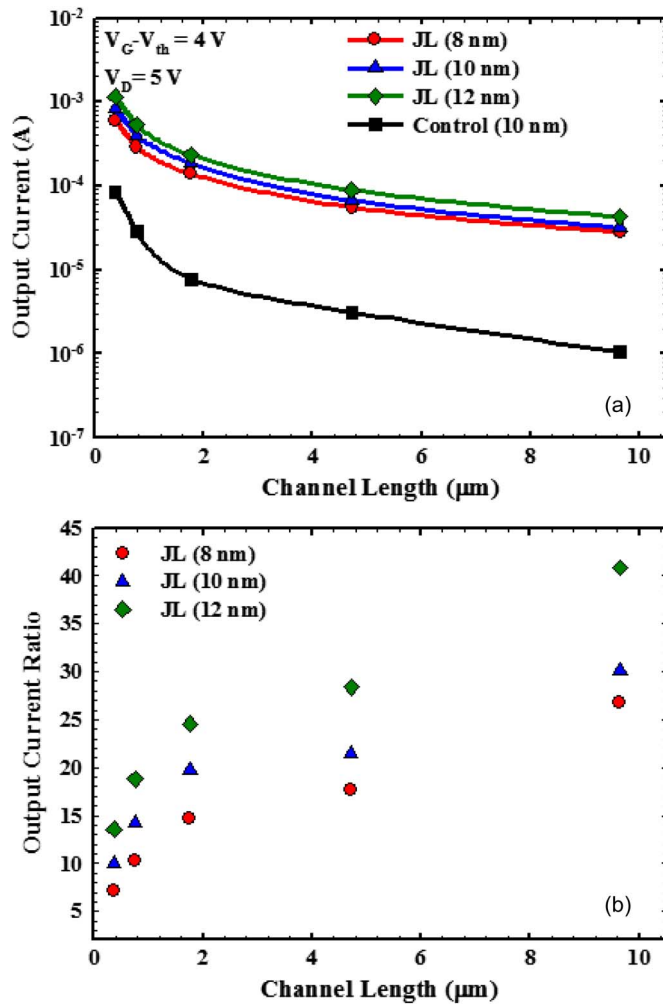 V_G-V_th = 4 V
V_D = 5 V
JL (8 nm)
JL (10 nm)
JL (12 nm)
Control (10 nm)
Output Current (A)
10^-3
10^-4
10^-5
10^-6
10^-7
0
2
4
6
8
10
(a)
Channel Length (μm)
JL (8 nm)
JL (10 nm)
JL (12 nm)
Output Current Ratio
45
40
35
30
25
20
15
10
5
0
2
4
6
8
10
(b)
Channel Length (μm)